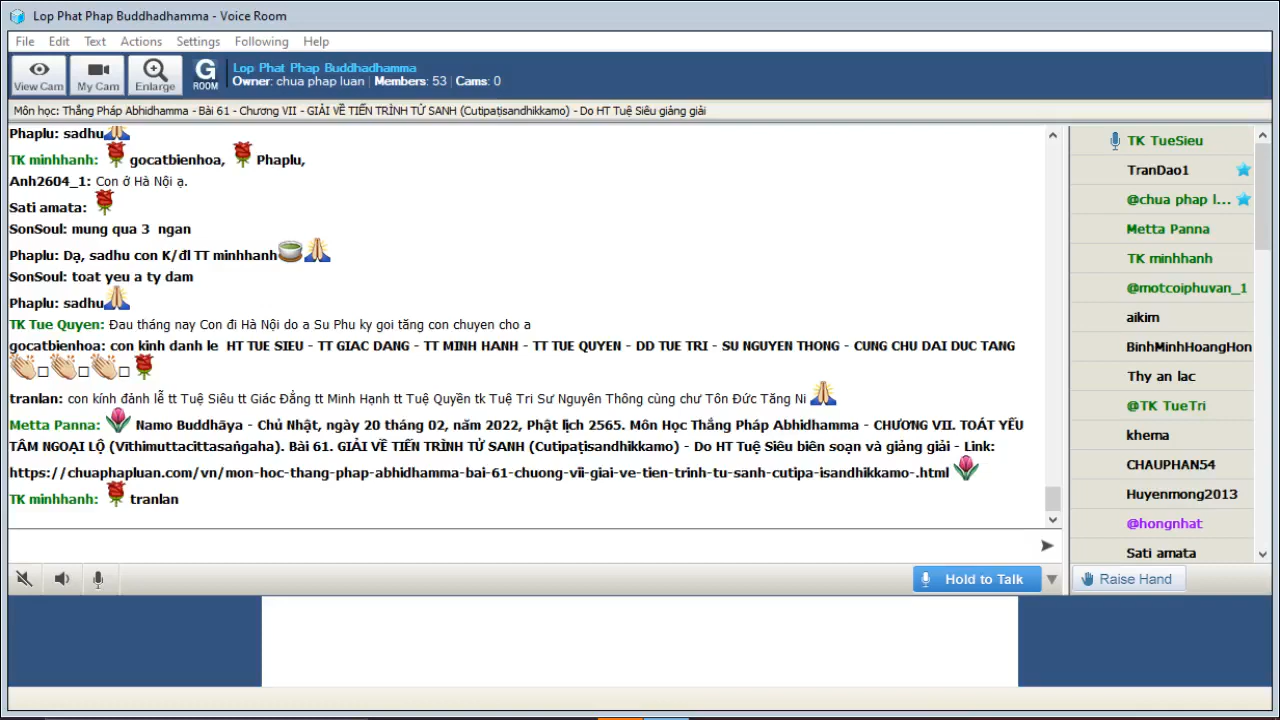 Lop Phat Phap Buddhadhamma - Voice Room
File Edit Text Actions Settings Following Help
View Cam My Cam Enlarge G ROOM
Lop Phat Phap Buddhadhamma
Owner: chua phap luan | Members: 53 | Cams: 0
Môn học: Thắng Pháp Abhidhamma - Bài 61 - Chương VII - GIẢI VỀ TIẾN TRÌNH TỬ SANH (Cutipaṭisandhikkamo) - Do HT Tuệ Siêu giảng giải
Phaplu: sadhu
TK minhhanh: gocatbienhoa, Phaplu,
Anh2604_1: Con ở Hà Nội ạ.
Sati amata:
SonSoul: mung qua 3 ngan
Phaplu: Dạ, sadhu con K/đl TT minhhanh
SonSoul: toat yeu a ty dam
Phaplu: sadhu
TK Tue Quyen: Đau tháng nay Con đi Hà Nội do a Su Phu ky goi tăng con chuyen cho a
gocatbienhoa: con kinh danh le HT TUE SIEU - TT GIAC DANG - TT MINH HANH - TT TUE QUYEN - DD TUE TRI - SU NGUYEN THONG - CUNG CHU DAI DUC TANG
tranlan: con kính đảnh lễ tt Tuệ Siêu tt Giác Đẳng tt Minh Hạnh tt Tuệ Quyền tk Tuệ Tri Sư Nguyên Thông cùng chư Tôn Đức Tăng Ni
Metta Panna: Namo Buddhāya - Chủ Nhật, ngày 20 tháng 02, năm 2022, Phật lịch 2565. Môn Học Thắng Pháp Abhidhamma - CHƯƠNG VII. TOÁT YẾU
TÂM NGOẠI LỘ (Vīthimuttacittasaṅgaha). Bài 61. GIẢI VỀ TIẾN TRÌNH TỬ SANH (Cutipaṭisandhikkamo) - Do HT Tuệ Siêu biên soạn và giảng giải - Link:
https://chuaphapluan.com/vn/mon-hoc-thang-phap-abhidhamma-bai-61-chuong-vii-giai-ve-tien-trinh-tu-sanh-cutipa-isandhikkamo-.html
TK minhhanh: tranlan
TK TueSieu
TranDao1
@chua phap l...
Metta Panna
TK minhhanh
@motcoiphuvan_1
aikim
BinhMinhHoangHon
Thy an lac
@TK TueTri
khema
CHAUPHAN54
Huyenmong2013
@hongnhat
Sati amata
Hold to Talk
Raise Hand